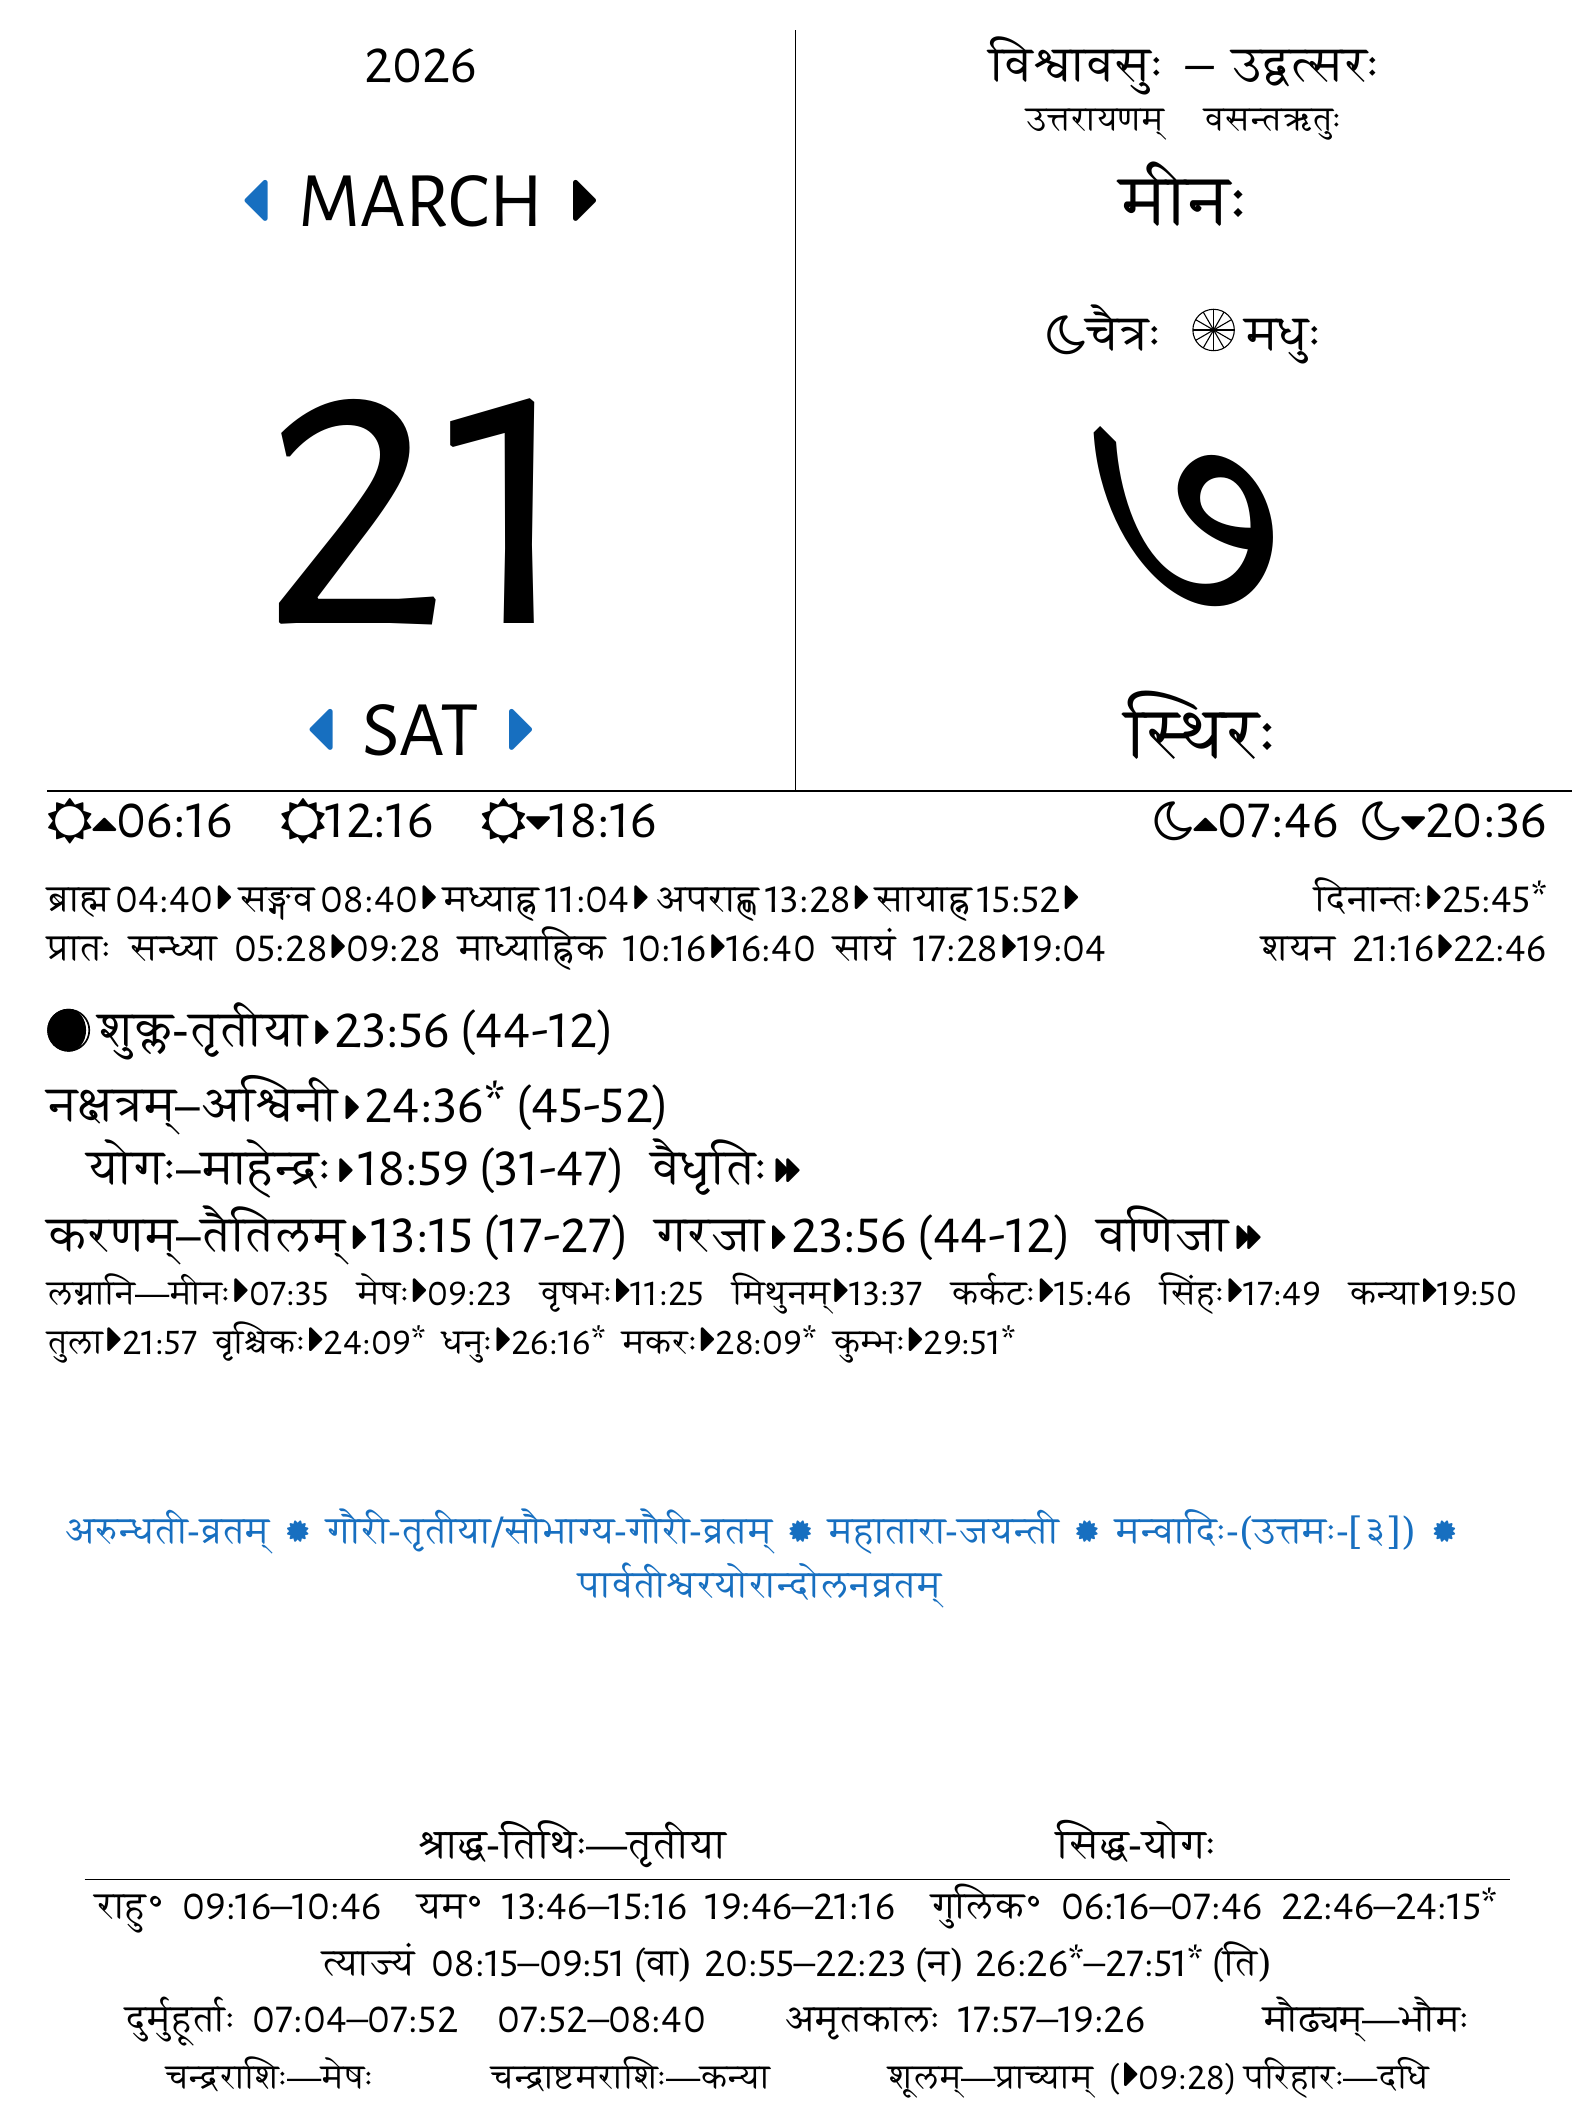 2026
MARCH
21
SAT
विश्वावसुः – उद्वत्सरः
उत्तरायणम् वसन्तऋतुः
मीनः
चैत्रः मधुः
७
स्थिरः
06:16 12:16 18:16 07:46 20:36
ब्राह्म 04:40 सङ्गव 08:40 मध्याह्न 11:04 अपराह्ण 13:28 सायाह्न 15:52 दिनान्तः 25:45*
प्रातः सन्ध्या 05:28 09:28 माध्याह्निक 10:16 16:40 सायं 17:28 19:04 शयन 21:16 22:46
शुक्ल-तृतीया 23:56 (44-12)
नक्षत्रम्–अश्विनी 24:36* (45-52)
योगः–माहेन्द्रः 18:59 (31-47) वैधृतिः
करणम्–तैतिलम् 13:15 (17-27) गरजा 23:56 (44-12) वणिजा
लग्नानि—मीनः 07:35 मेषः 09:23 वृषभः 11:25 मिथुनम् 13:37 कर्कटः 15:46 सिंहः 17:49 कन्या 19:50
तुला 21:57 वृश्चिकः 24:09* धनुः 26:16* मकरः 28:09* कुम्भः 29:51*
अरुन्धती-व्रतम् ✹ गौरी-तृतीया/सौभाग्य-गौरी-व्रतम् ✹ महातारा-जयन्ती ✹ मन्वादिः-(उत्तमः-[३]) ✹
पार्वतीश्वरयोरान्दोलनव्रतम्
श्राद्ध-तिथिः—तृतीया सिद्ध-योगः
राहु॰ 09:16–10:46 यम॰ 13:46–15:16 19:46–21:16 गुलिक॰ 06:16–07:46 22:46–24:15*
त्याज्यं 08:15–09:51 (वा) 20:55–22:23 (न) 26:26*–27:51* (ति)
दुर्मुहूर्ताः 07:04–07:52 07:52–08:40 अमृतकालः 17:57–19:26 मौढ्यम्—भौमः
चन्द्रराशिः—मेषः चन्द्राष्टमराशिः—कन्या शूलम्—प्राच्याम् (09:28) परिहारः—दधि